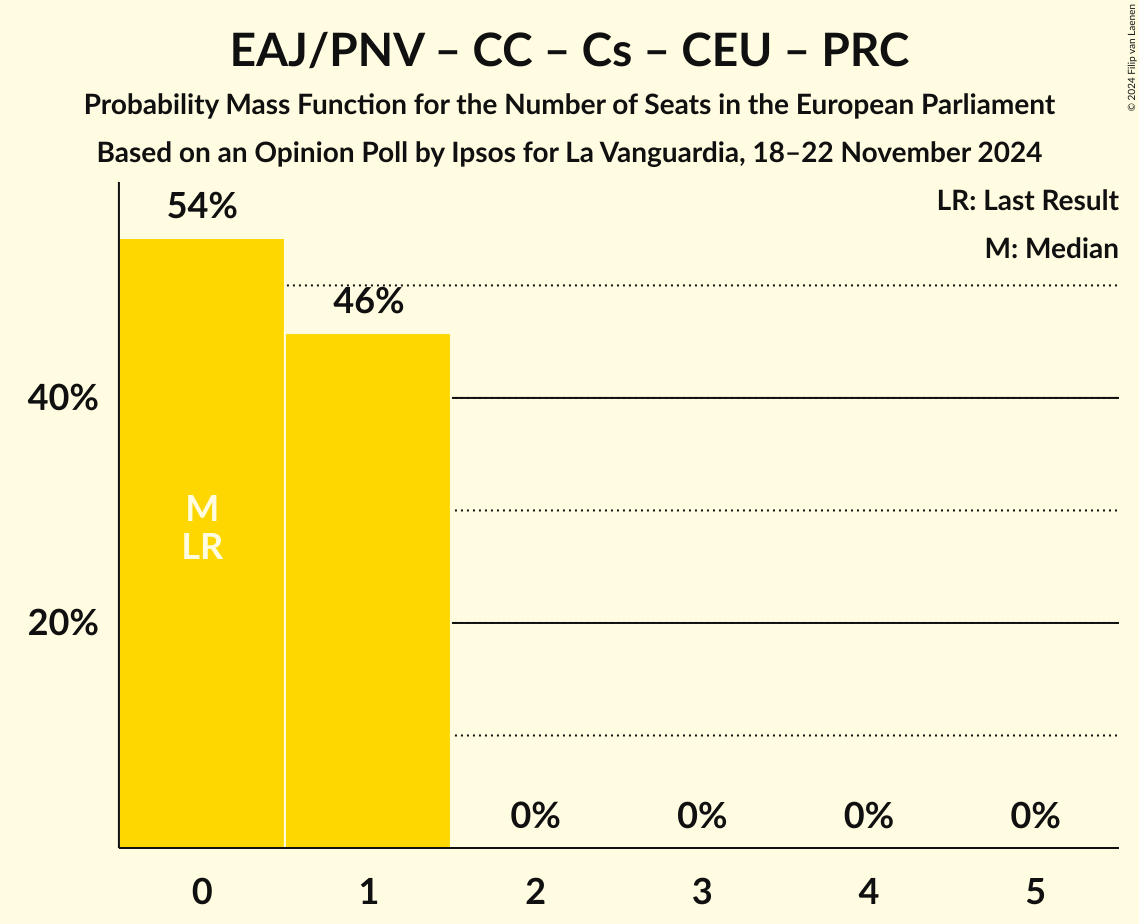 EAJ/PNV – CC – Cs – CEU – PRC
Probability Mass Function for the Number of Seats in the European Parliament
Based on an Opinion Poll by Ipsos for La Vanguardia, 18–22 November 2024
© 2024 Filip van Laenen
LR: Last Result
M: Median
54%
46%
40%
20%
M
LR
0%
0%
0%
0%
0
1
2
3
4
5